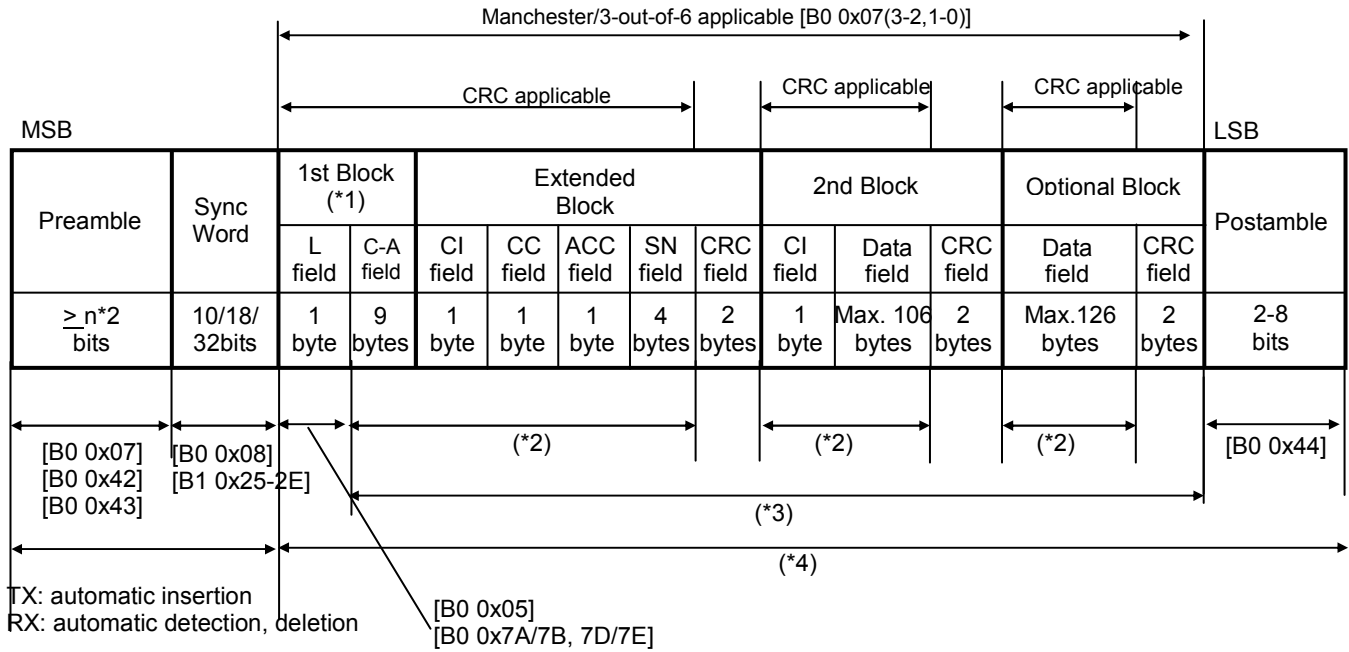 Manchester/3-out-of-6 applicable [B0 0x07(3-2,1-0)]
CRC applicable CRC applicable CRC applicable
MSB LSB
Preamble
Sync
Word
1st Block
(*1)
Extended
Block
2nd Block
Optional Block
Postamble
L
field
C-A
field
CI
field
CC
field
ACC
field
SN
field
CRC
field
CI
field
Data
field
CRC
field
Data
field
CRC
field
> n*2
bits
10/18/
32bits
1
byte
9
bytes
1
byte
1
byte
1
byte
4
bytes
2
bytes
1
byte
Max. 106
bytes
2
bytes
Max.126
bytes
2
bytes
2-8
bits
[B0 0x07]
[B0 0x42]
[B0 0x43]
[B0 0x08]
[B1 0x25-2E]
(*2) (*2) (*2)
[B0 0x44]
(*3)
(*4)
TX: automatic insertion
RX: automatic detection, deletion
[B0 0x05]
[B0 0x7A/7B, 7D/7E]